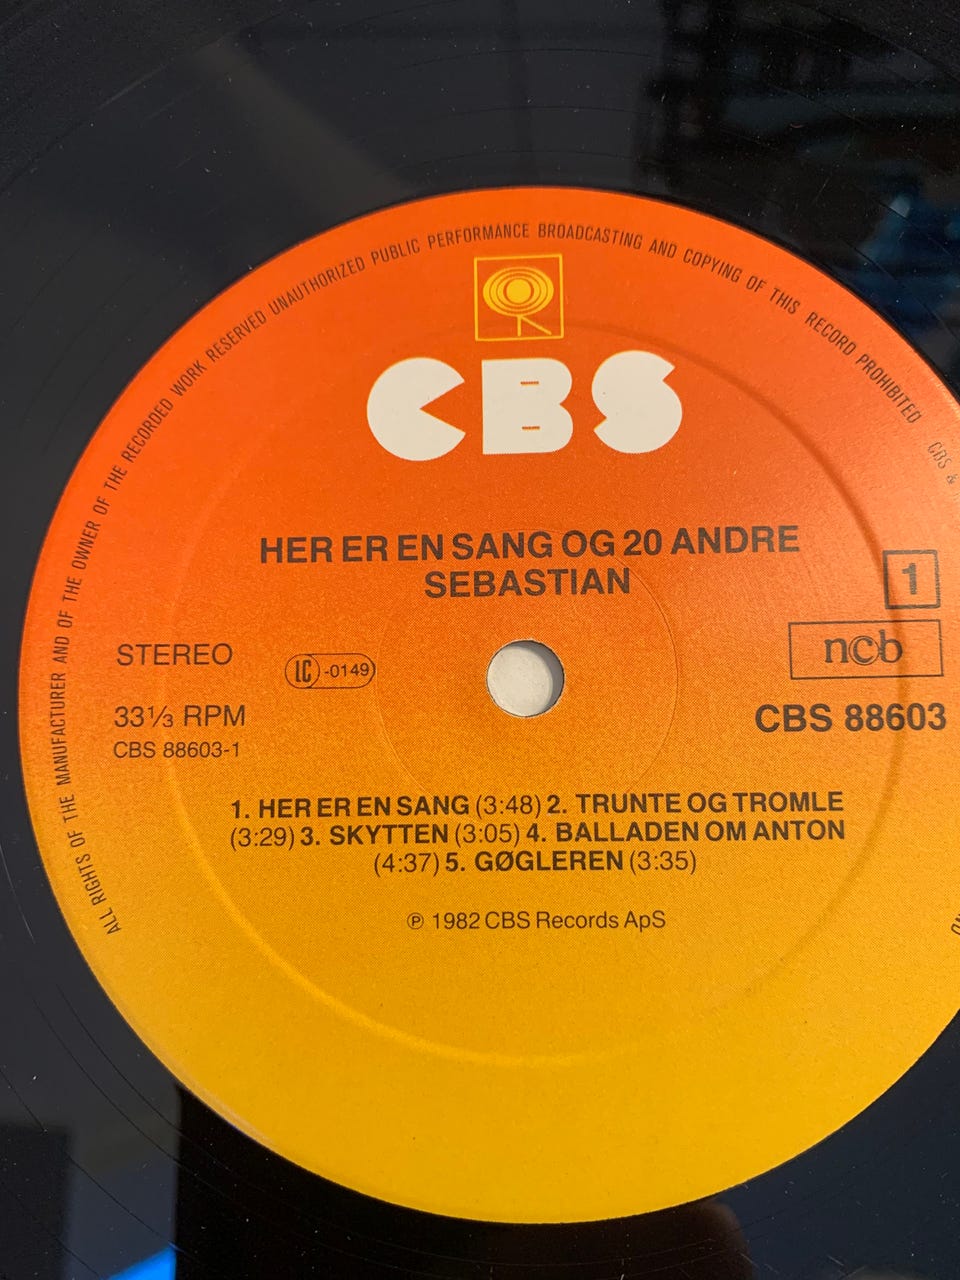 ALL RIGHTS OF THE MANUFACTURER AND OF THE OWNER OF THE RECORDED WORK RESERVED UNAUTHORIZED PUBLIC PERFORMANCE BROADCASTING AND COPYING OF THIS RECORD PROHIBITED
CBS &
CBS
HER ER EN SANG OG 20 ANDRE
SEBASTIAN
1
STEREO
LC -0149
ncb
33⅓ RPM
CBS 88603
CBS 88603-1
1. HER ER EN SANG (3:48) 2. TRUNTE OG TROMLE
(3:29) 3. SKYTTEN (3:05) 4. BALLADEN OM ANTON
(4:37) 5. GØGLEREN (3:35)
℗ 1982 CBS Records ApS